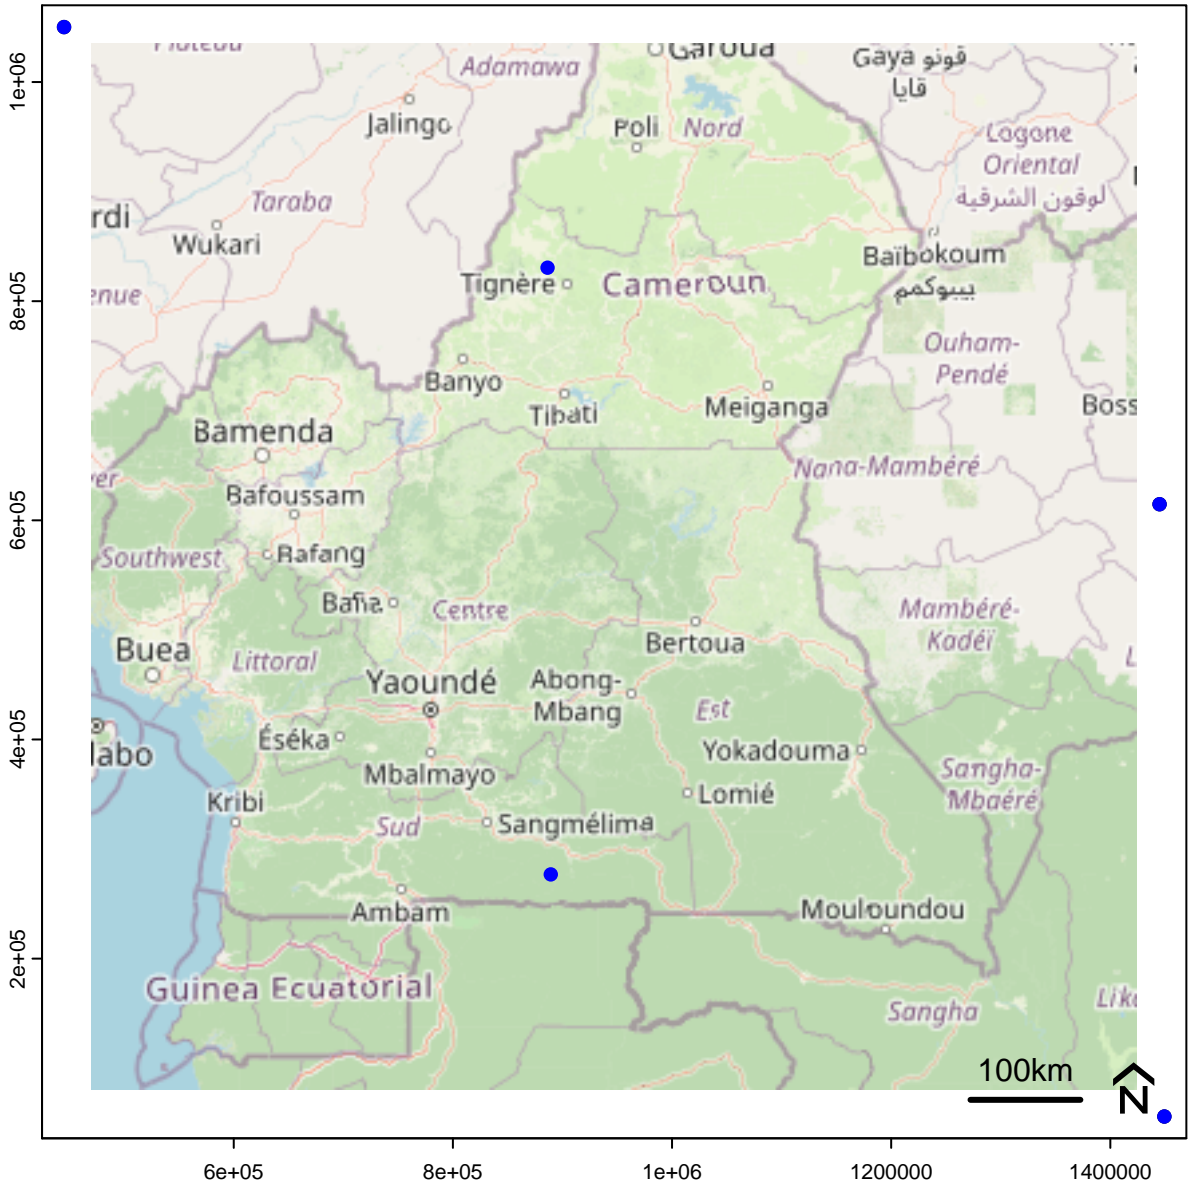 1e+06
8e+05
6e+05
4e+05
2e+05
Garoua
Gaya قونو
قايا
Adamawa
Jalingo
Poli
Nord
Logone
Oriental
لوقون الشرقية
Taraba
rdi
Wukari
Baïbokoum
بيبوكمم
Tignère
Cameroun
enue
Ouham-
Pendé
Banyo
Tibati
Meiganga
Boss
Bamenda
Nana-Mambéré
ver
Bafoussam
Southwest
Bafang
Bafia
Centre
Mambéré-
Kadéï
Buea
Littoral
Bertoua
L
Yaoundé
Abong-
Mbang
Est
labo
Éséka
Yokadouma
Mbalmayo
Sangha-
Mbaéré
Kribi
Lomié
Sud
Sangmélima
Ambam
Mouloundou
Guinea Ecuatorial
Sangha
Lik
100km
N
6e+05
8e+05
1e+06
1200000
1400000